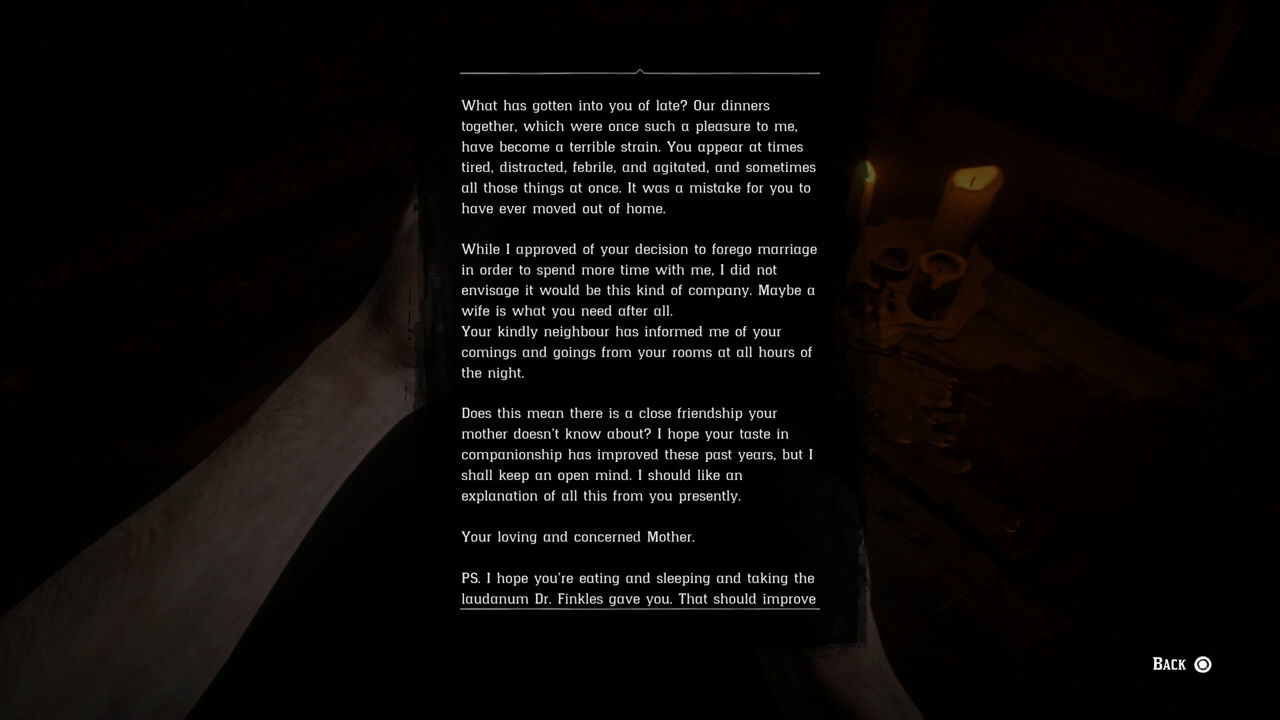 What has gotten into you of late? Our dinners
together, which were once such a pleasure to me,
have become a terrible strain. You appear at times
tired, distracted, febrile, and agitated, and sometimes
all those things at once. It was a mistake for you to
have ever moved out of home.
While I approved of your decision to forego marriage
in order to spend more time with me, I did not
envisage it would be this kind of company. Maybe a
wife is what you need after all.
Your kindly neighbour has informed me of your
comings and goings from your rooms at all hours of
the night.
Does this mean there is a close friendship your
mother doesn't know about? I hope your taste in
companionship has improved these past years, but I
shall keep an open mind. I should like an
explanation of all this from you presently.
Your loving and concerned Mother.
PS. I hope you're eating and sleeping and taking the
laudanum Dr. Finkles gave you. That should improve
Back